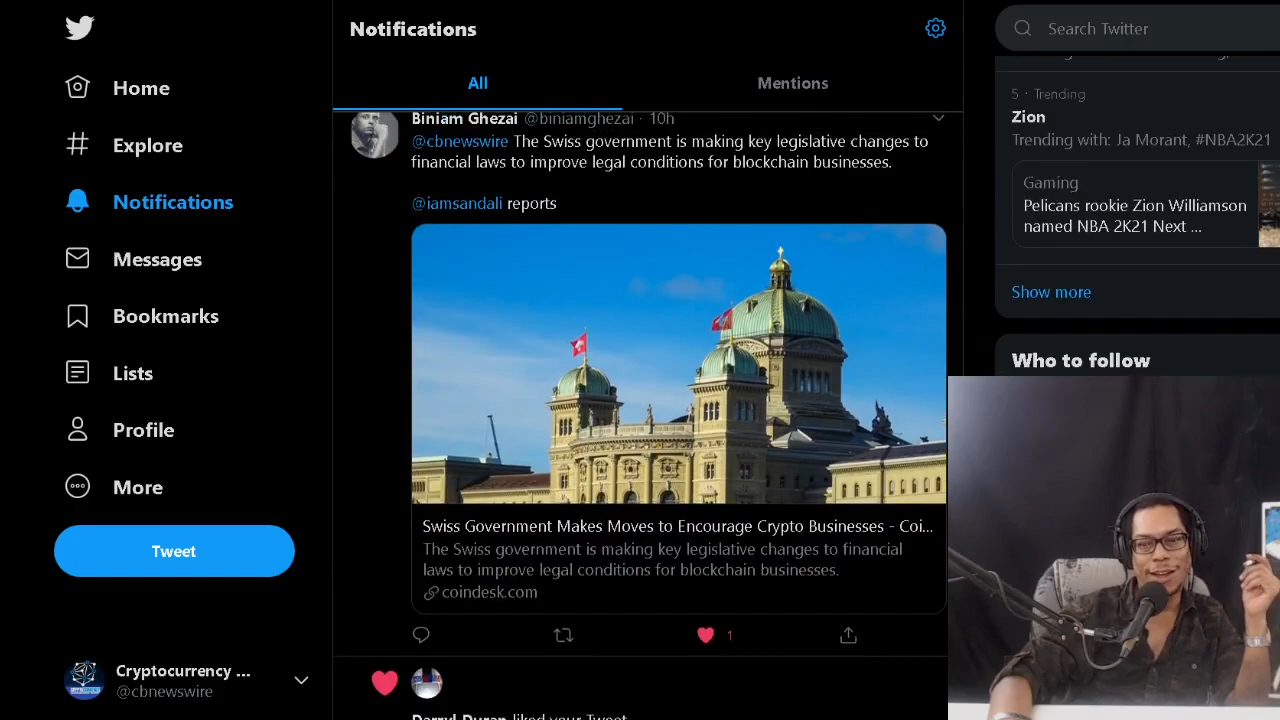 Home
Explore
Notifications
Messages
Bookmarks
Lists
Profile
More
Tweet
Cryptocurrency ...
@cbnewswire
Notifications
All
Mentions
Biniam Ghezai @biniamghezai · 10h
@cbnewswire The Swiss government is making key legislative changes to
financial laws to improve legal conditions for blockchain businesses.
@iamsandali reports
Swiss Government Makes Moves to Encourage Crypto Businesses - Coi...
The Swiss government is making key legislative changes to financial
laws to improve legal conditions for blockchain businesses.
coindesk.com
1
Darryl Duran liked your Tweet
Search Twitter
5 · Trending
Zion
Trending with: Ja Morant, #NBA2K21
Gaming
Pelicans rookie Zion Williamson
named NBA 2K21 Next ...
Show more
Who to follow